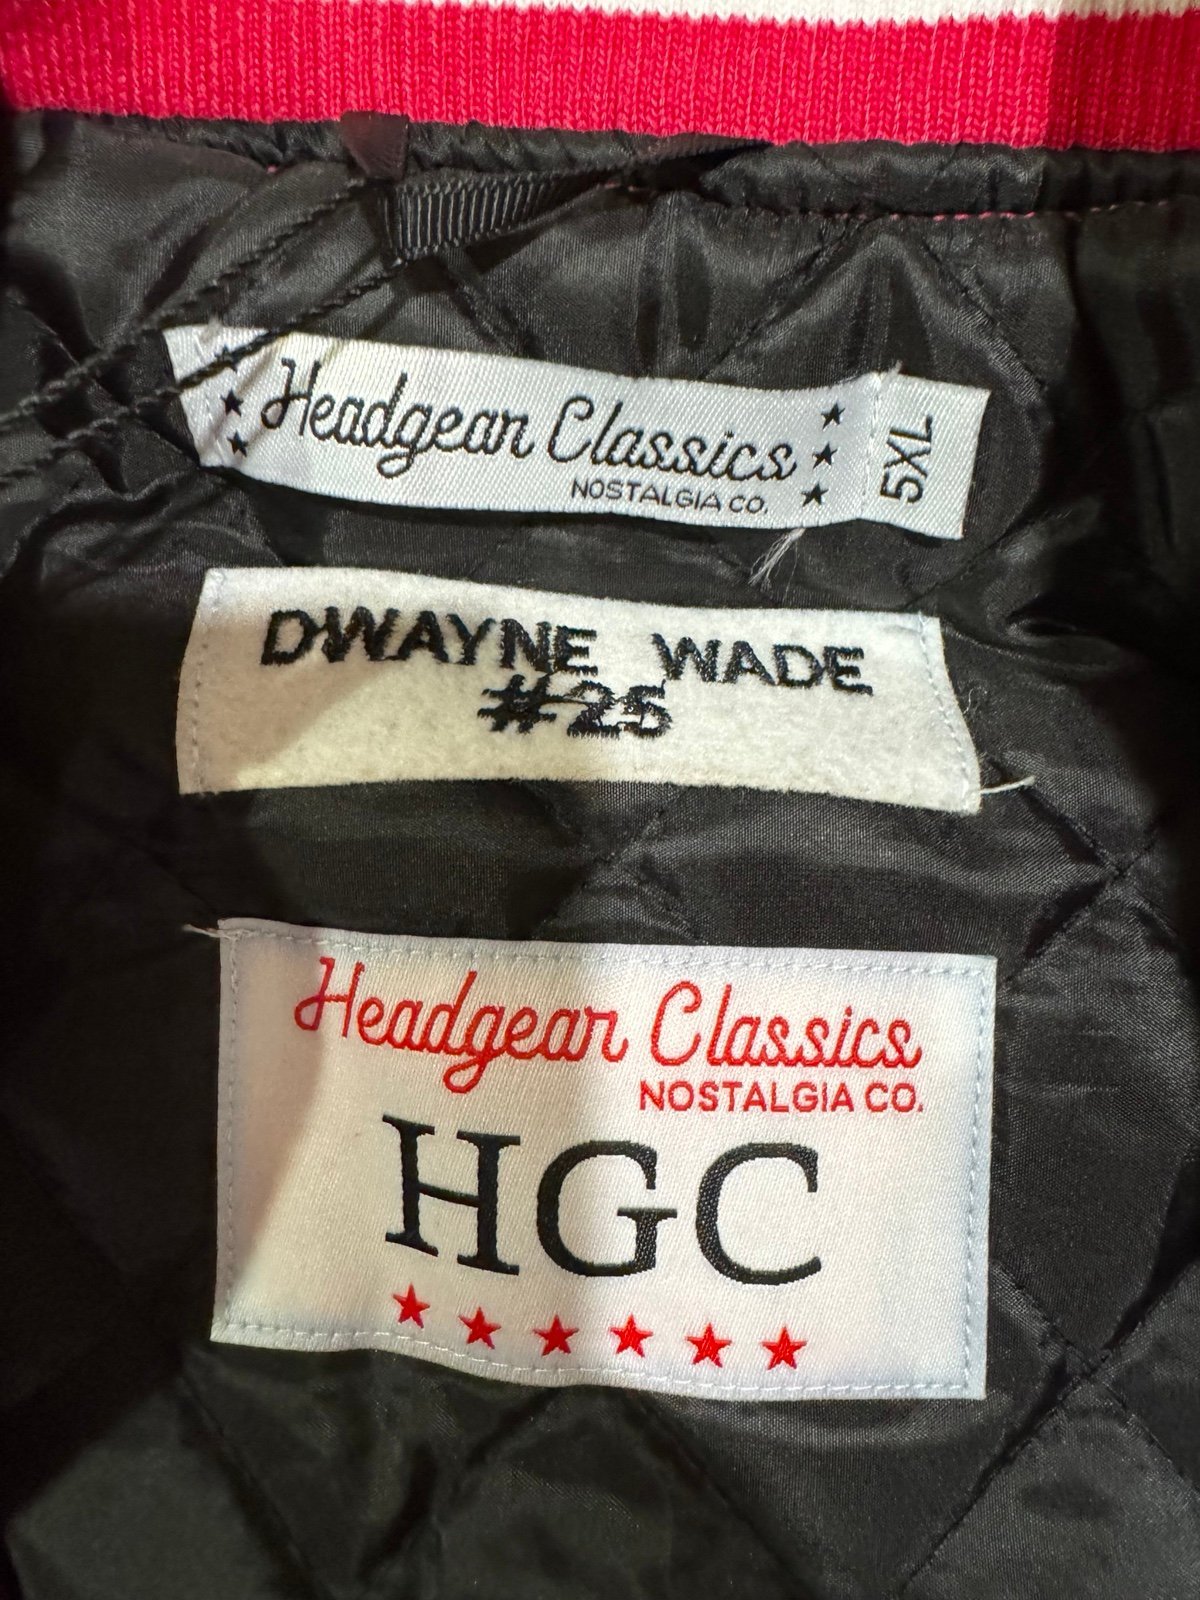 Headgear Classics
NOSTALGIA CO.
5XL
DWAYNE WADE
#25
Headgear Classics
NOSTALGIA CO.
HGC